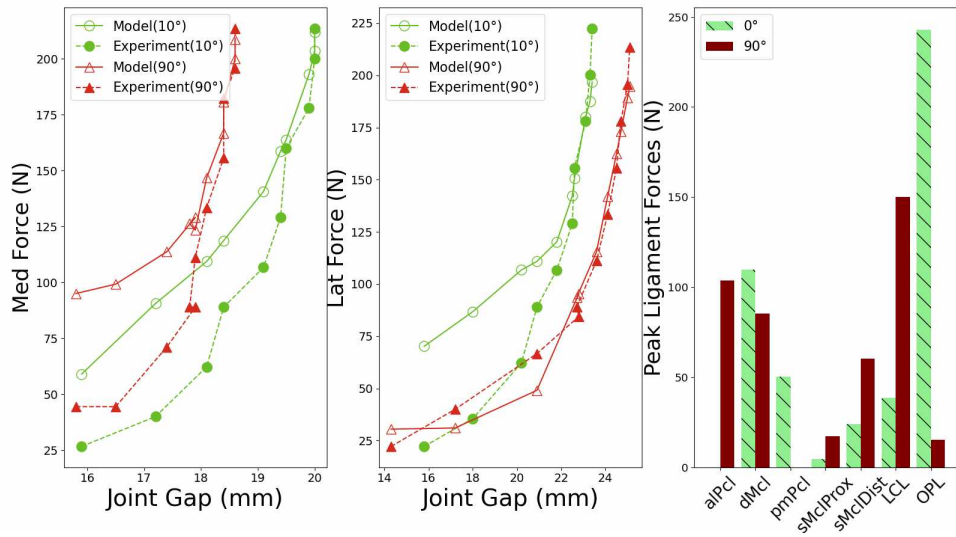 Model(10°)
Experiment(10°)
Model(90°)
Experiment(90°)
200
175
150
125
100
75
50
25
16
17
18
19
20
Med Force (N)
Joint Gap (mm)
Model(10°)
Experiment(10°)
Model(90°)
Experiment(90°)
225
200
175
150
125
100
75
50
25
14
16
18
20
22
24
Lat Force (N)
Joint Gap (mm)
0°
90°
250
200
150
100
50
0
Peak Ligament Forces (N)
alPcl
dMcl
pmPcl
sMclProx
sMclDist
LCL
OPL